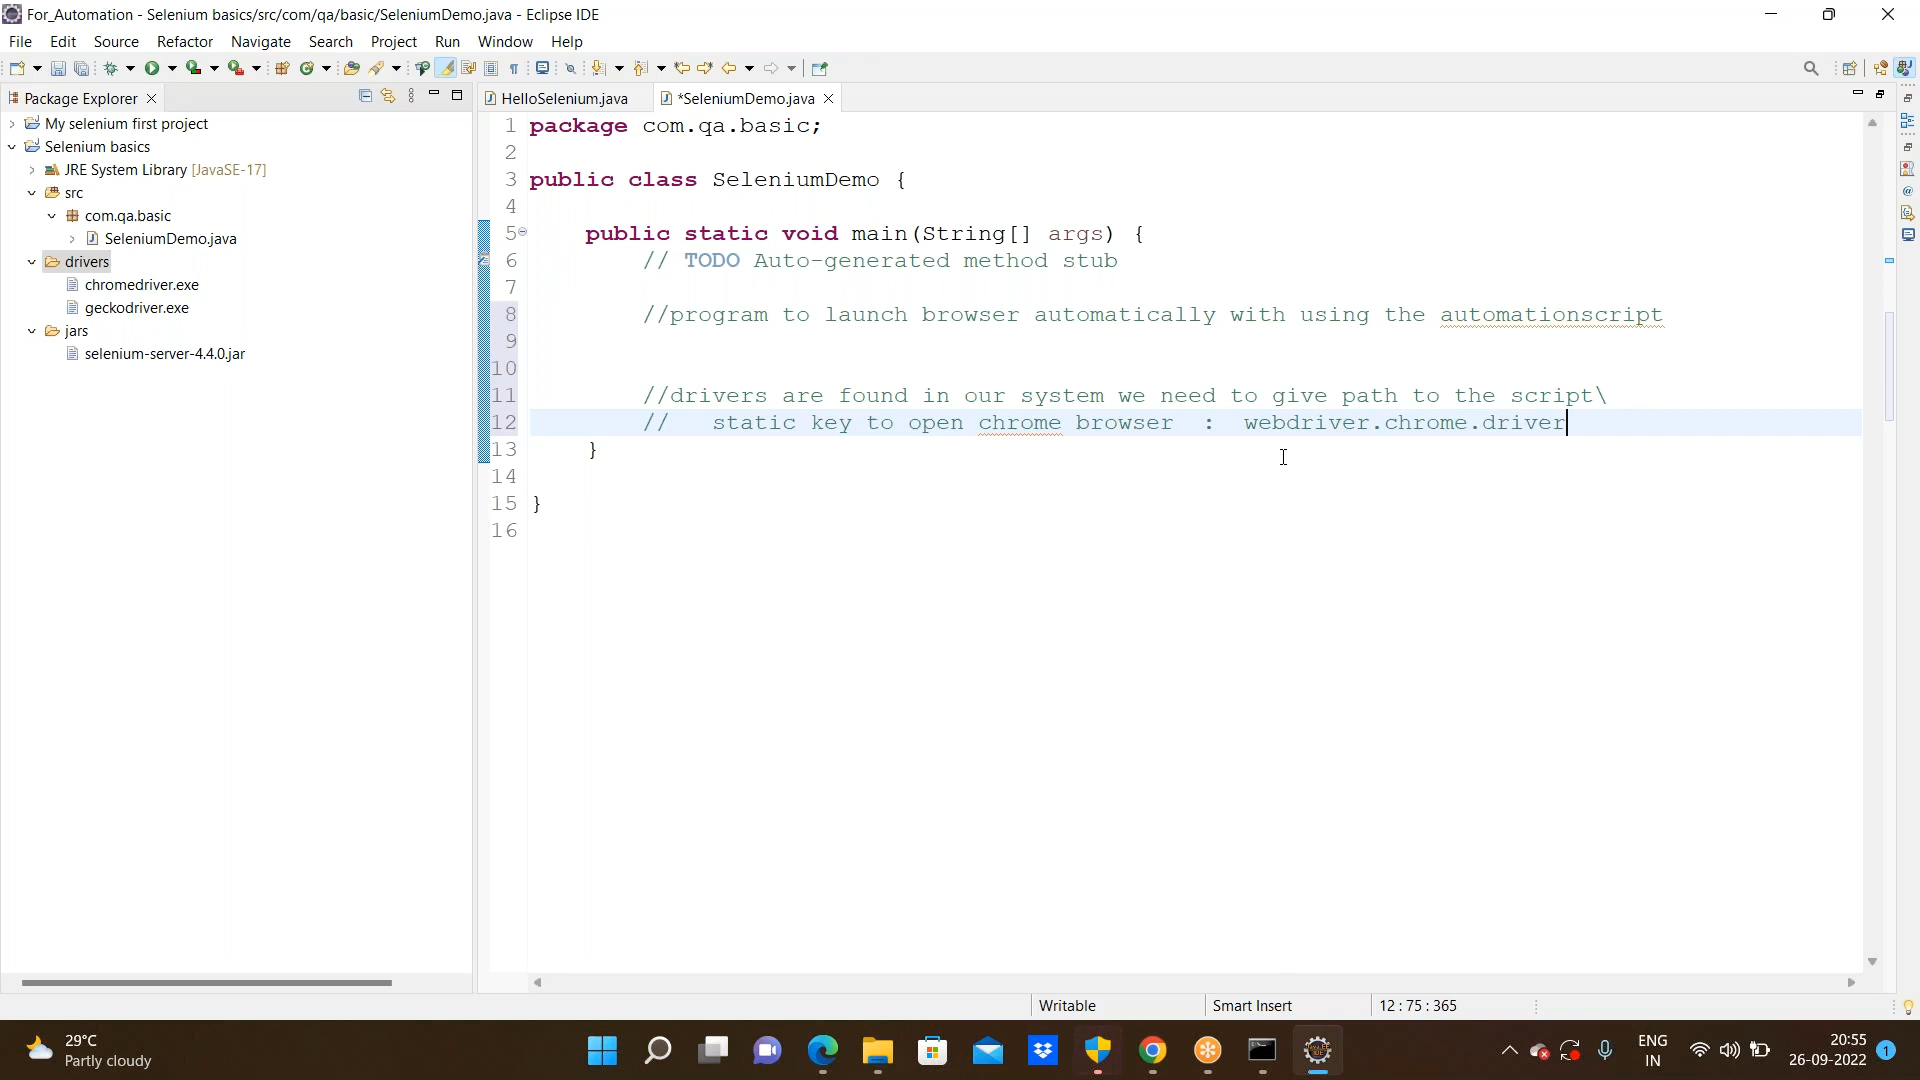 For_Automation - Selenium basics/src/com/qa/basic/SeleniumDemo.java - Eclipse IDE
File Edit Source Refactor Navigate Search Project Run Window Help
Package Explorer
HelloSelenium.java
*SeleniumDemo.java
My selenium first project
Selenium basics
JRE System Library [JavaSE-17]
src
com.qa.basic
SeleniumDemo.java
drivers
chromedriver.exe
geckodriver.exe
jars
selenium-server-4.4.0.jar
1 package com.qa.basic;
2
3 public class SeleniumDemo {
4
5 public static void main(String[] args) {
6 // TODO Auto-generated method stub
7
8 //program to launch browser automatically with using the automationscript
9
10
11 //drivers are found in our system we need to give path to the script\
12 // static key to open chrome browser : webdriver.chrome.driver
13 }
14
15 }
16
Writable
Smart Insert
12 : 75 : 365
29°C
Partly cloudy
ENG
IN
20:55
26-09-2022
1